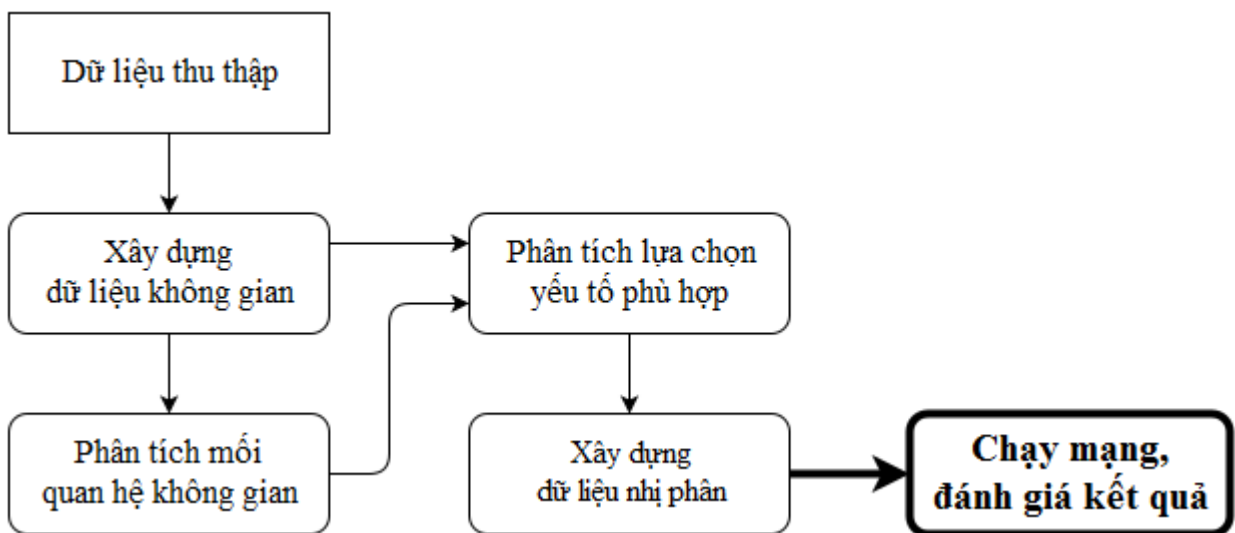 Dữ liệu thu thập
Xây dựng
dữ liệu không gian
Phân tích mối
quan hệ không gian
Phân tích lựa chọn
yếu tố phù hợp
Xây dựng
dữ liệu nhị phân
Chạy mạng,
đánh giá kết quả